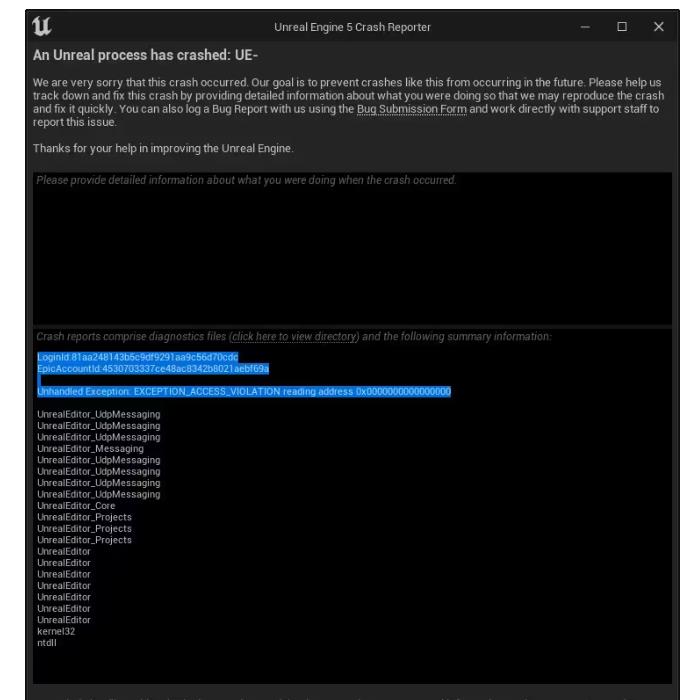 Unreal Engine 5 Crash Reporter
An Unreal process has crashed: UE-
We are very sorry that this crash occurred. Our goal is to prevent crashes like this from occurring in the future. Please help us
track down and fix this crash by providing detailed information about what you were doing so that we may reproduce the crash
and fix it quickly. You can also log a Bug Report with us using the Bug Submission Form and work directly with support staff to
report this issue.
Thanks for your help in improving the Unreal Engine.
Please provide detailed information about what you were doing when the crash occurred.
Crash reports comprise diagnostics files (click here to view directory) and the following summary information:
LoginId:81aa248143b5c9df9291aa9c56d70cdc
EpicAccountId:4530703337ce48ac8342b8021aebf69a
Unhandled Exception: EXCEPTION_ACCESS_VIOLATION reading address 0x0000000000000000
UnrealEditor_UdpMessaging
UnrealEditor_UdpMessaging
UnrealEditor_UdpMessaging
UnrealEditor_Messaging
UnrealEditor_UdpMessaging
UnrealEditor_UdpMessaging
UnrealEditor_UdpMessaging
UnrealEditor_UdpMessaging
UnrealEditor_Core
UnrealEditor_Projects
UnrealEditor_Projects
UnrealEditor_Projects
UnrealEditor
UnrealEditor
UnrealEditor
UnrealEditor
UnrealEditor
UnrealEditor
UnrealEditor
kernel32
ntdll